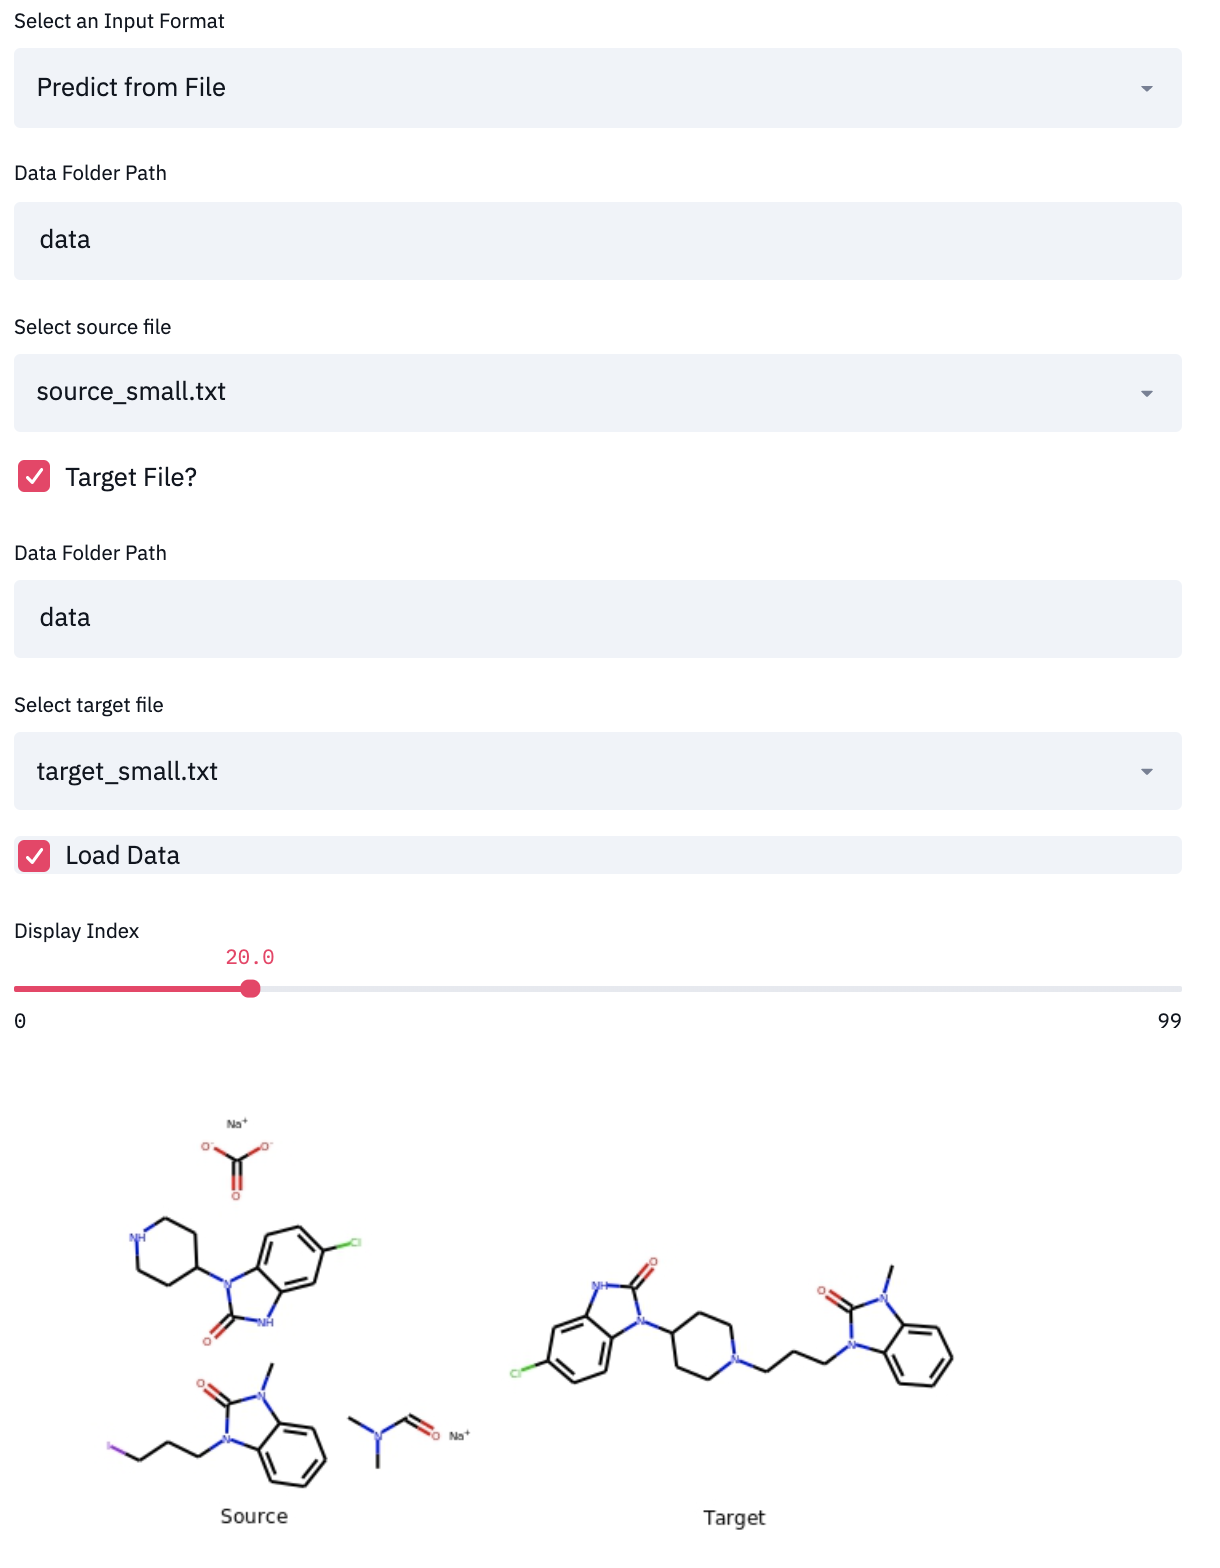 Select an Input Format
Predict from File
Data Folder Path
data
Select source file
source_small.txt
Target File?
Data Folder Path
data
Select target file
target_small.txt
Load Data
Display Index
20.0
0 99
Na⁺
O⁻ O⁻
O
NH
Cl
N
NH
O
O
N
N
I
N
O
Na⁺
Source
O
NH
N
Cl
N
O
N
N
Target